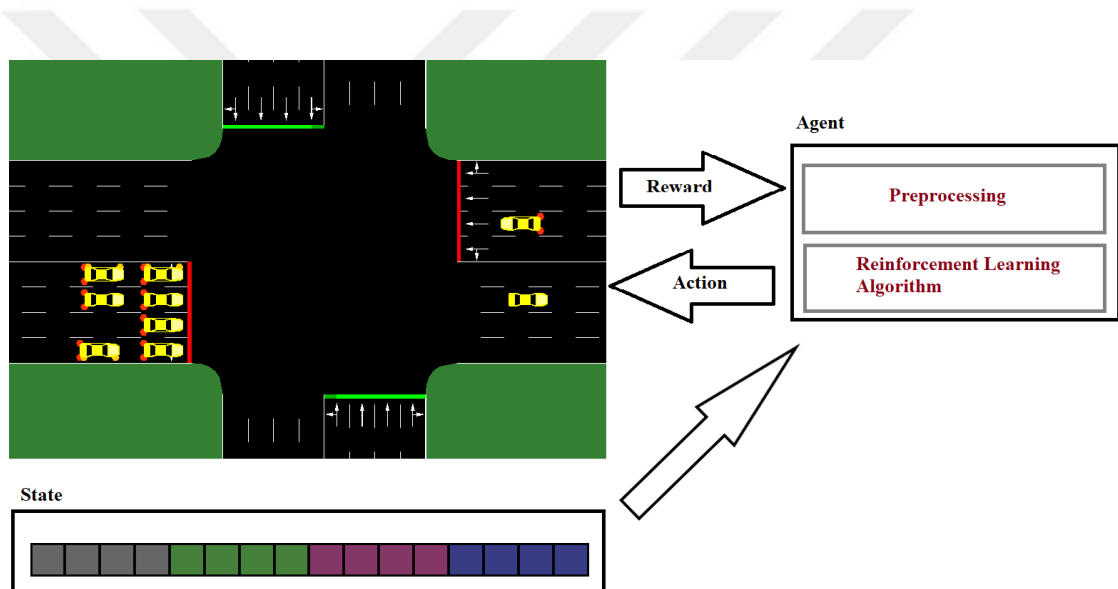 Agent
Reward
Preprocessing
Action
Reinforcement Learning
Algorithm
State